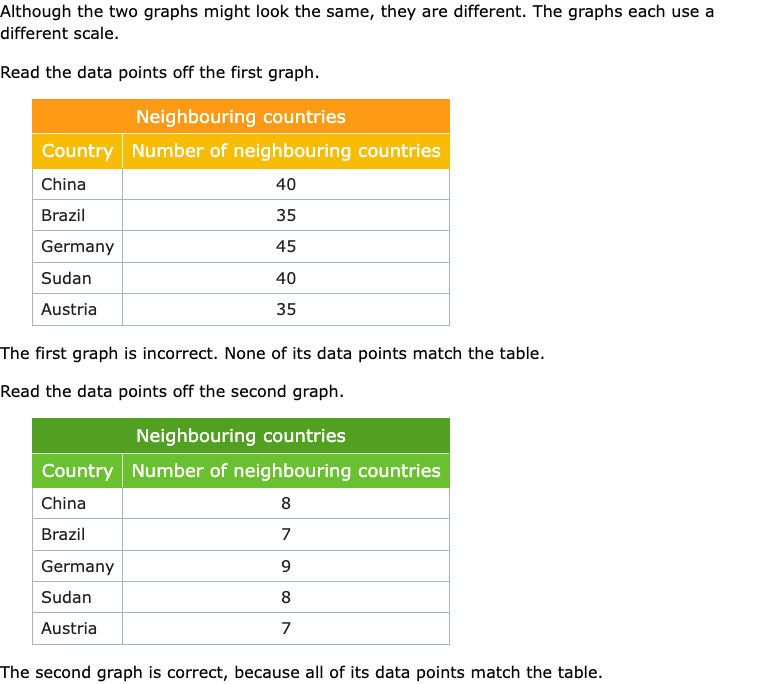 Although the two graphs might look the same, they are different. The graphs each use a
different scale.
Read the data points off the first graph.
Neighbouring countries
Country Number of neighbouring countries
China 40
Brazil 35
Germany 45
Sudan 40
Austria 35
The first graph is incorrect. None of its data points match the table.
Read the data points off the second graph.
Neighbouring countries
Country Number of neighbouring countries
China 8
Brazil 7
Germany 9
Sudan 8
Austria 7
The second graph is correct, because all of its data points match the table.